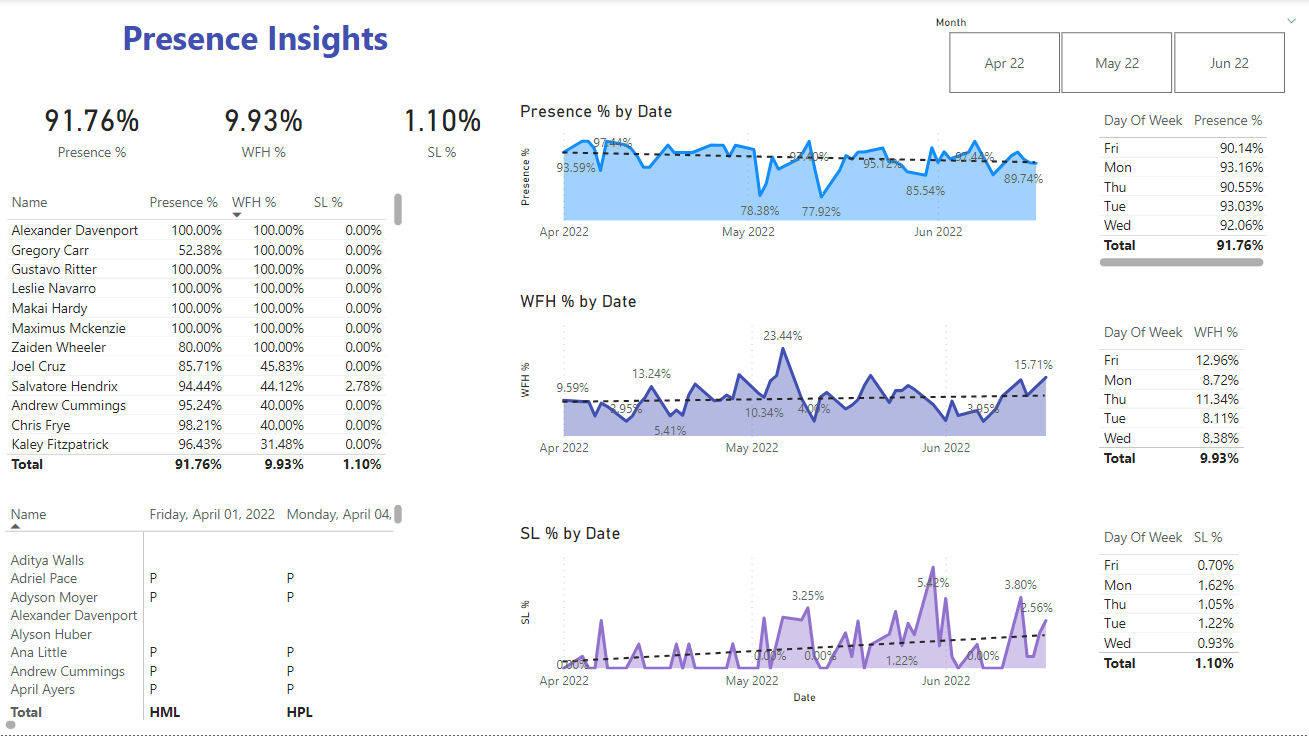 Presence Insights
Month
Apr 22 May 22 Jun 22
91.76% 9.93% 1.10%
Presence % WFH % SL %
Name Presence % WFH % SL %
Alexander Davenport 100.00% 100.00% 0.00%
Gregory Carr 52.38% 100.00% 0.00%
Gustavo Ritter 100.00% 100.00% 0.00%
Leslie Navarro 100.00% 100.00% 0.00%
Makai Hardy 100.00% 100.00% 0.00%
Maximus Mckenzie 100.00% 100.00% 0.00%
Zaiden Wheeler 80.00% 100.00% 0.00%
Joel Cruz 85.71% 45.83% 0.00%
Salvatore Hendrix 94.44% 44.12% 2.78%
Andrew Cummings 95.24% 40.00% 0.00%
Chris Frye 98.21% 40.00% 0.00%
Kaley Fitzpatrick 96.43% 31.48% 0.00%
Total 91.76% 9.93% 1.10%
Name Friday, April 01, 2022 Monday, April 04,
Aditya Walls
Adriel Pace P P
Adyson Moyer P P
Alexander Davenport
Alyson Huber
Ana Little P P
Andrew Cummings P P
April Ayers P P
Total HML HPL
Presence % by Date
Presence %
93.59% 97.44% 78.38% 77.92% 95.12% 85.54% 97.44% 89.74%
Apr 2022 May 2022 Jun 2022
WFH % by Date
WFH %
9.59% 3.95% 13.24% 5.41% 10.34% 23.44% 4.00% 3.95% 15.71%
Apr 2022 May 2022 Jun 2022
SL % by Date
SL %
0.00% 0.00% 3.25% 0.00% 1.22% 5.42% 0.00% 3.80% 2.56%
Apr 2022 May 2022 Jun 2022
Date
Day Of Week Presence %
Fri 90.14%
Mon 93.16%
Thu 90.55%
Tue 93.03%
Wed 92.06%
Total 91.76%
Day Of Week WFH %
Fri 12.96%
Mon 8.72%
Thu 11.34%
Tue 8.11%
Wed 8.38%
Total 9.93%
Day Of Week SL %
Fri 0.70%
Mon 1.62%
Thu 1.05%
Tue 1.22%
Wed 0.93%
Total 1.10%